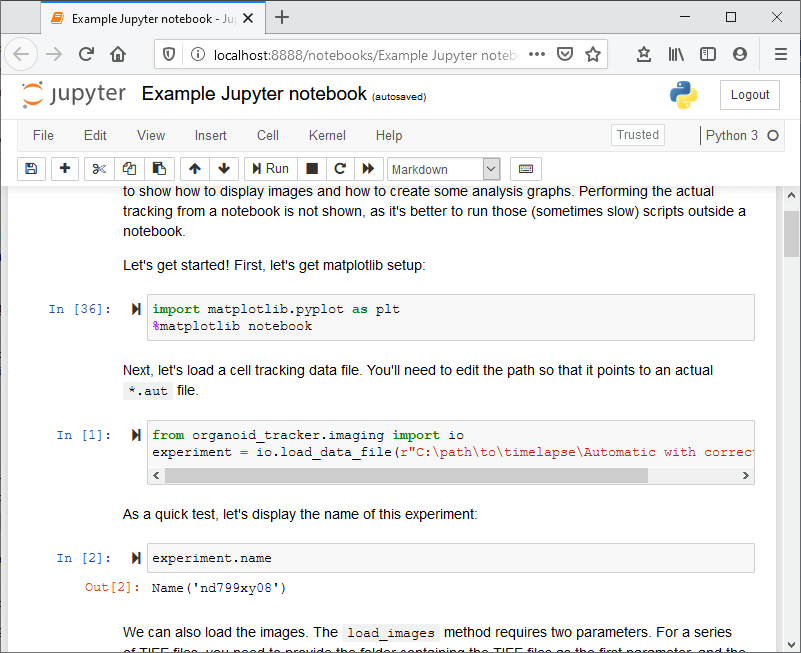 Example Jupyter notebook - Ju
localhost:8888/notebooks/Example Jupyter noteb
jupyter Example Jupyter notebook (autosaved)
Logout
File Edit View Insert Cell Kernel Help Trusted Python 3
Run Markdown
to show how to display images and how to create some analysis graphs. Performing the actual
tracking from a notebook is not shown, as it's better to run those (sometimes slow) scripts outside a
notebook.
Let's get started! First, let's get matplotlib setup:
In [36]: import matplotlib.pyplot as plt
%matplotlib notebook
Next, let's load a cell tracking data file. You'll need to edit the path so that it points to an actual
*.aut file.
In [1]: from organoid_tracker.imaging import io
experiment = io.load_data_file(r"C:\path\to\timelapse\Automatic with correc
As a quick test, let's display the name of this experiment:
In [2]: experiment.name
Out[2]: Name('nd799xy08')
We can also load the images. The load_images method requires two parameters. For a series
of TIFF files, you need to provide the folder containing the TIFF files as the first parameter, and the